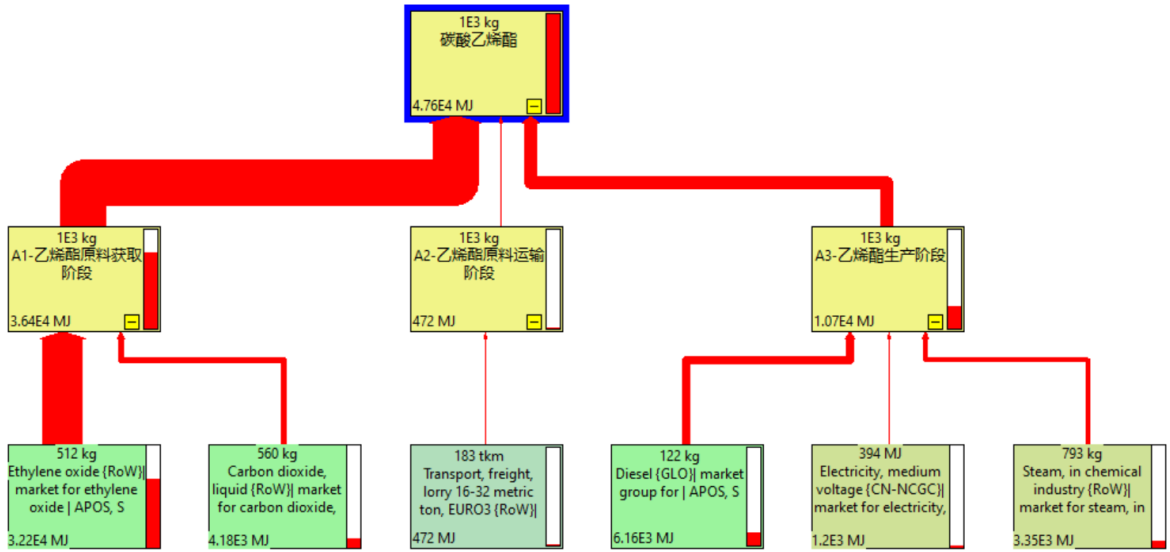 1E3 kg
碳酸乙烯酯
4.76E4 MJ
1E3 kg
A1-乙烯酯原料获取
阶段
3.64E4 MJ
1E3 kg
A2-乙烯酯原料运输
阶段
472 MJ
1E3 kg
A3-乙烯酯生产阶段
1.07E4 MJ
512 kg
Ethylene oxide {RoW}|
market for ethylene
oxide | APOS, S
3.22E4 MJ
560 kg
Carbon dioxide,
liquid {RoW}| market
for carbon dioxide,
4.18E3 MJ
183 tkm
Transport, freight,
lorry 16-32 metric
ton, EURO3 {RoW}|
472 MJ
122 kg
Diesel {GLO}| market
group for | APOS, S
6.16E3 MJ
394 MJ
Electricity, medium
voltage {CN-NCGC}|
market for electricity,
1.2E3 MJ
793 kg
Steam, in chemical
industry {RoW}|
market for steam, in
3.35E3 MJ